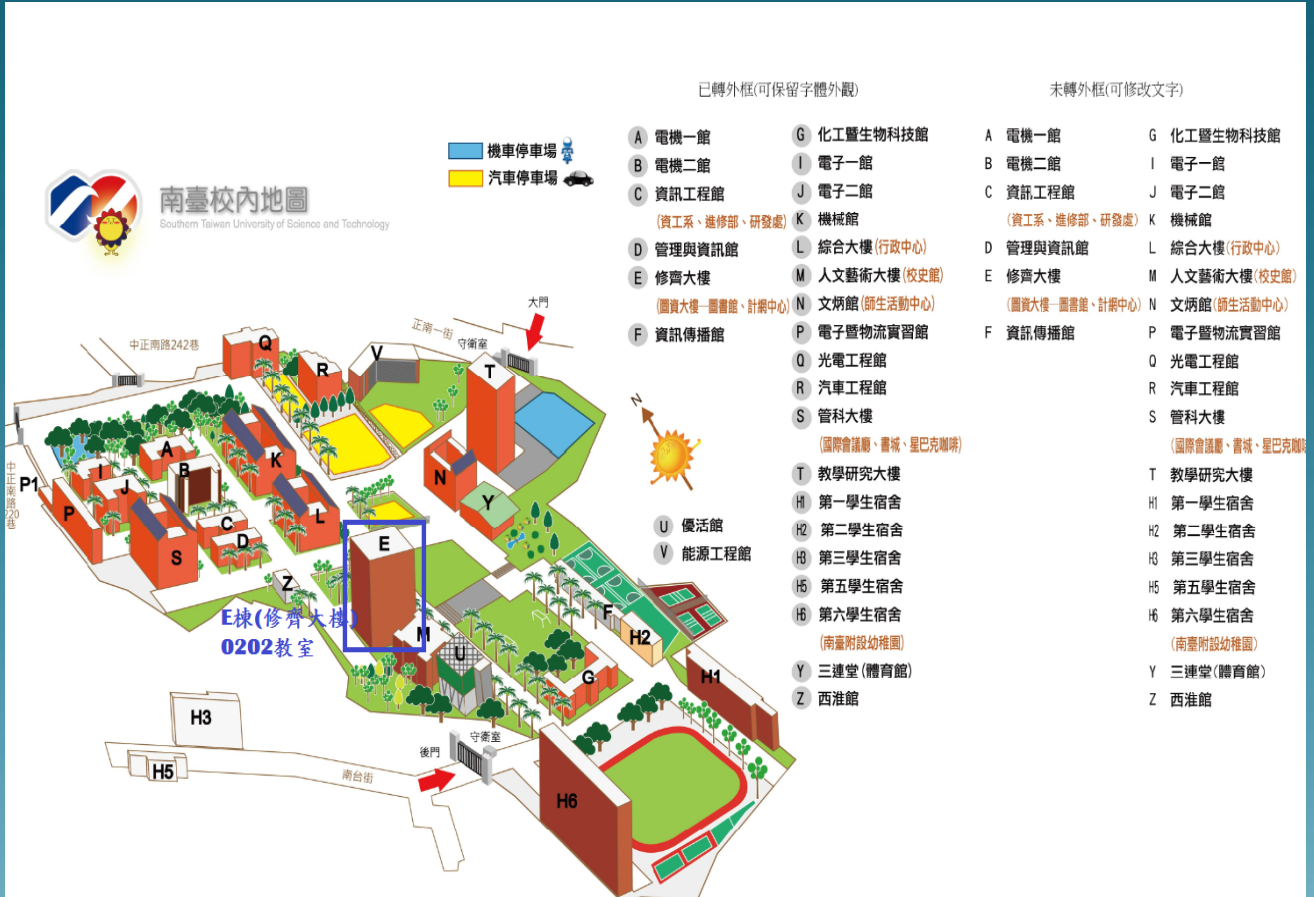 已轉外框(可保留字體外觀)
未轉外框(可修改文字)
機車停車場
汽車停車場
南臺校內地圖
Southern Taiwan University of Science and Technology
A 電機一館
B 電機二館
C 資訊工程館
(資工系、進修部、研發處)
D 管理與資訊館
E 修齊大樓
(圖資大樓—圖書館、計網中心)
F 資訊傳播館
G 化工暨生物科技館
I 電子一館
J 電子二館
K 機械館
L 綜合大樓(行政中心)
M 人文藝術大樓(校史館)
N 文炳館(師生活動中心)
P 電子暨物流實習館
Q 光電工程館
R 汽車工程館
S 管科大樓
(國際會議廳、書城、星巴克咖啡)
T 教學研究大樓
H1 第一學生宿舍
H2 第二學生宿舍
H3 第三學生宿舍
H5 第五學生宿舍
H6 第六學生宿舍
(南臺附設幼稚園)
Y 三連堂(體育館)
Z 西淮館
U 優活館
V 能源工程館
A 電機一館
B 電機二館
C 資訊工程館
(資工系、進修部、研發處)
D 管理與資訊館
E 修齊大樓
(圖資大樓—圖書館、計網中心)
F 資訊傳播館
G 化工暨生物科技館
I 電子一館
J 電子二館
K 機械館
L 綜合大樓(行政中心)
M 人文藝術大樓(校史館)
N 文炳館(師生活動中心)
P 電子暨物流實習館
Q 光電工程館
R 汽車工程館
S 管科大樓
(國際會議廳、書城、星巴克咖
T 教學研究大樓
H1 第一學生宿舍
H2 第二學生宿舍
H3 第三學生宿舍
H5 第五學生宿舍
H6 第六學生宿舍
(南臺附設幼稚園)
Y 三連堂(體育館)
Z 西淮館
大門
正南一街
守衛室
中正南路242巷
中正南路220巷
N
Q
R
V
T
A
I
B
K
J
P1
P
N
Y
C
L
D
S
E
Z
F
H2
M
U
G
H1
E棟(修齊大樓)
0202教室
H3
H5
南台街
後門
守衛室
H6